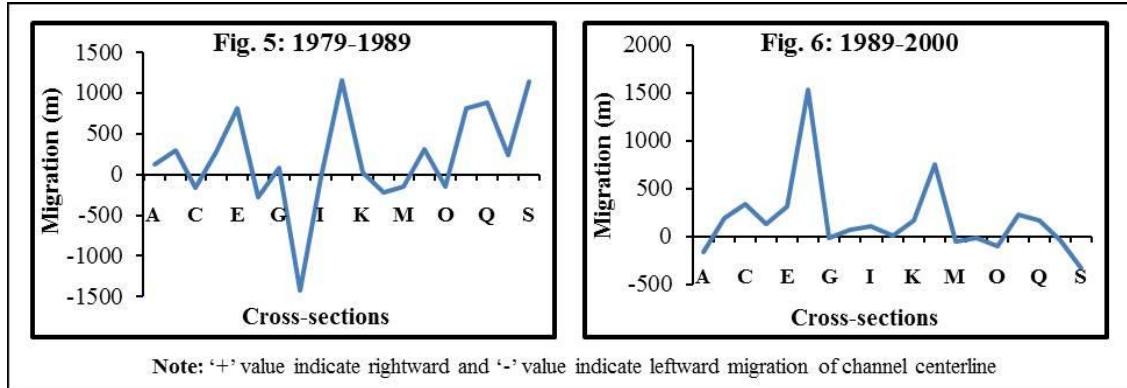 Fig. 5: 1979-1989
Migration (m)
1500
1000
500
0
-500
-1000
-1500
A C E G I K M O Q S
Cross-sections
Fig. 6: 1989-2000
Migration (m)
2000
1500
1000
500
0
-500
A C E G I K M O Q S
Cross-sections
Note: ‘+’ value indicate rightward and ‘-’ value indicate leftward migration of channel centerline